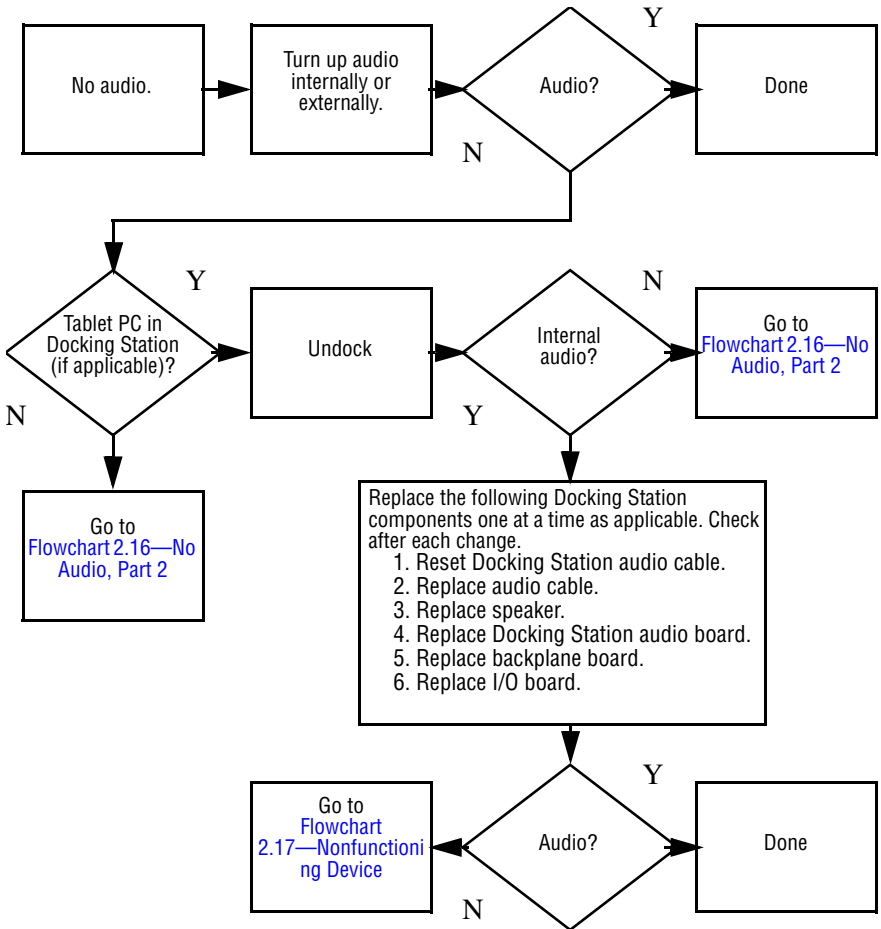 No audio.
Turn up audio
internally or
externally.
Audio?
Y
Done
N
Tablet PC in
Docking Station
(if applicable)?
Y
Undock
Internal
audio?
N
Go to
Flowchart 2.16—No
Audio, Part 2
N
Y
Go to
Flowchart 2.16—No
Audio, Part 2
Replace the following Docking Station
components one at a time as applicable. Check
after each change.
1. Reset Docking Station audio cable.
2. Replace audio cable.
3. Replace speaker.
4. Replace Docking Station audio board.
5. Replace backplane board.
6. Replace I/O board.
Go to
Flowchart
2.17—Nonfunctioni
ng Device
Audio?
Y
Done
N